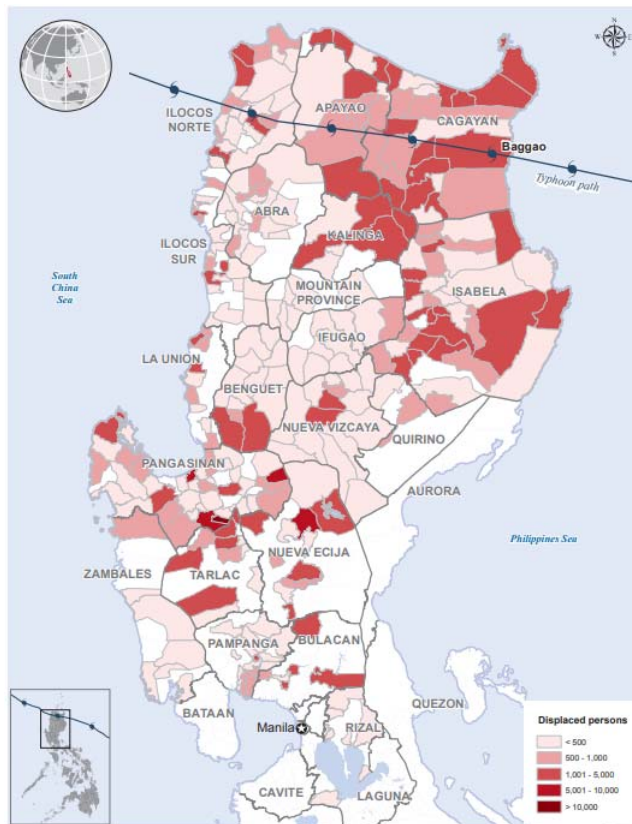 N
W
E
S
ILOCOS
NORTE
APAYAO
CAGAYAN
Baggao
Typhoon path
ABRA
KALINGA
ILOCOS
SUR
South
China
Sea
MOUNTAIN
PROVINCE
ISABELA
IFUGAO
LA UNION
BENGUET
NUEVA VIZCAYA
QUIRINO
PANGASINAN
AURORA
NUEVA ECIJA
Philippines Sea
ZAMBALES
TARLAC
PAMPANGA
BULACAN
BATAAN
QUEZON
Manila
RIZAL
CAVITE
LAGUNA
Displaced persons
< 500
500 - 1,000
1,001 - 5,000
5,001 - 10,000
> 10,000